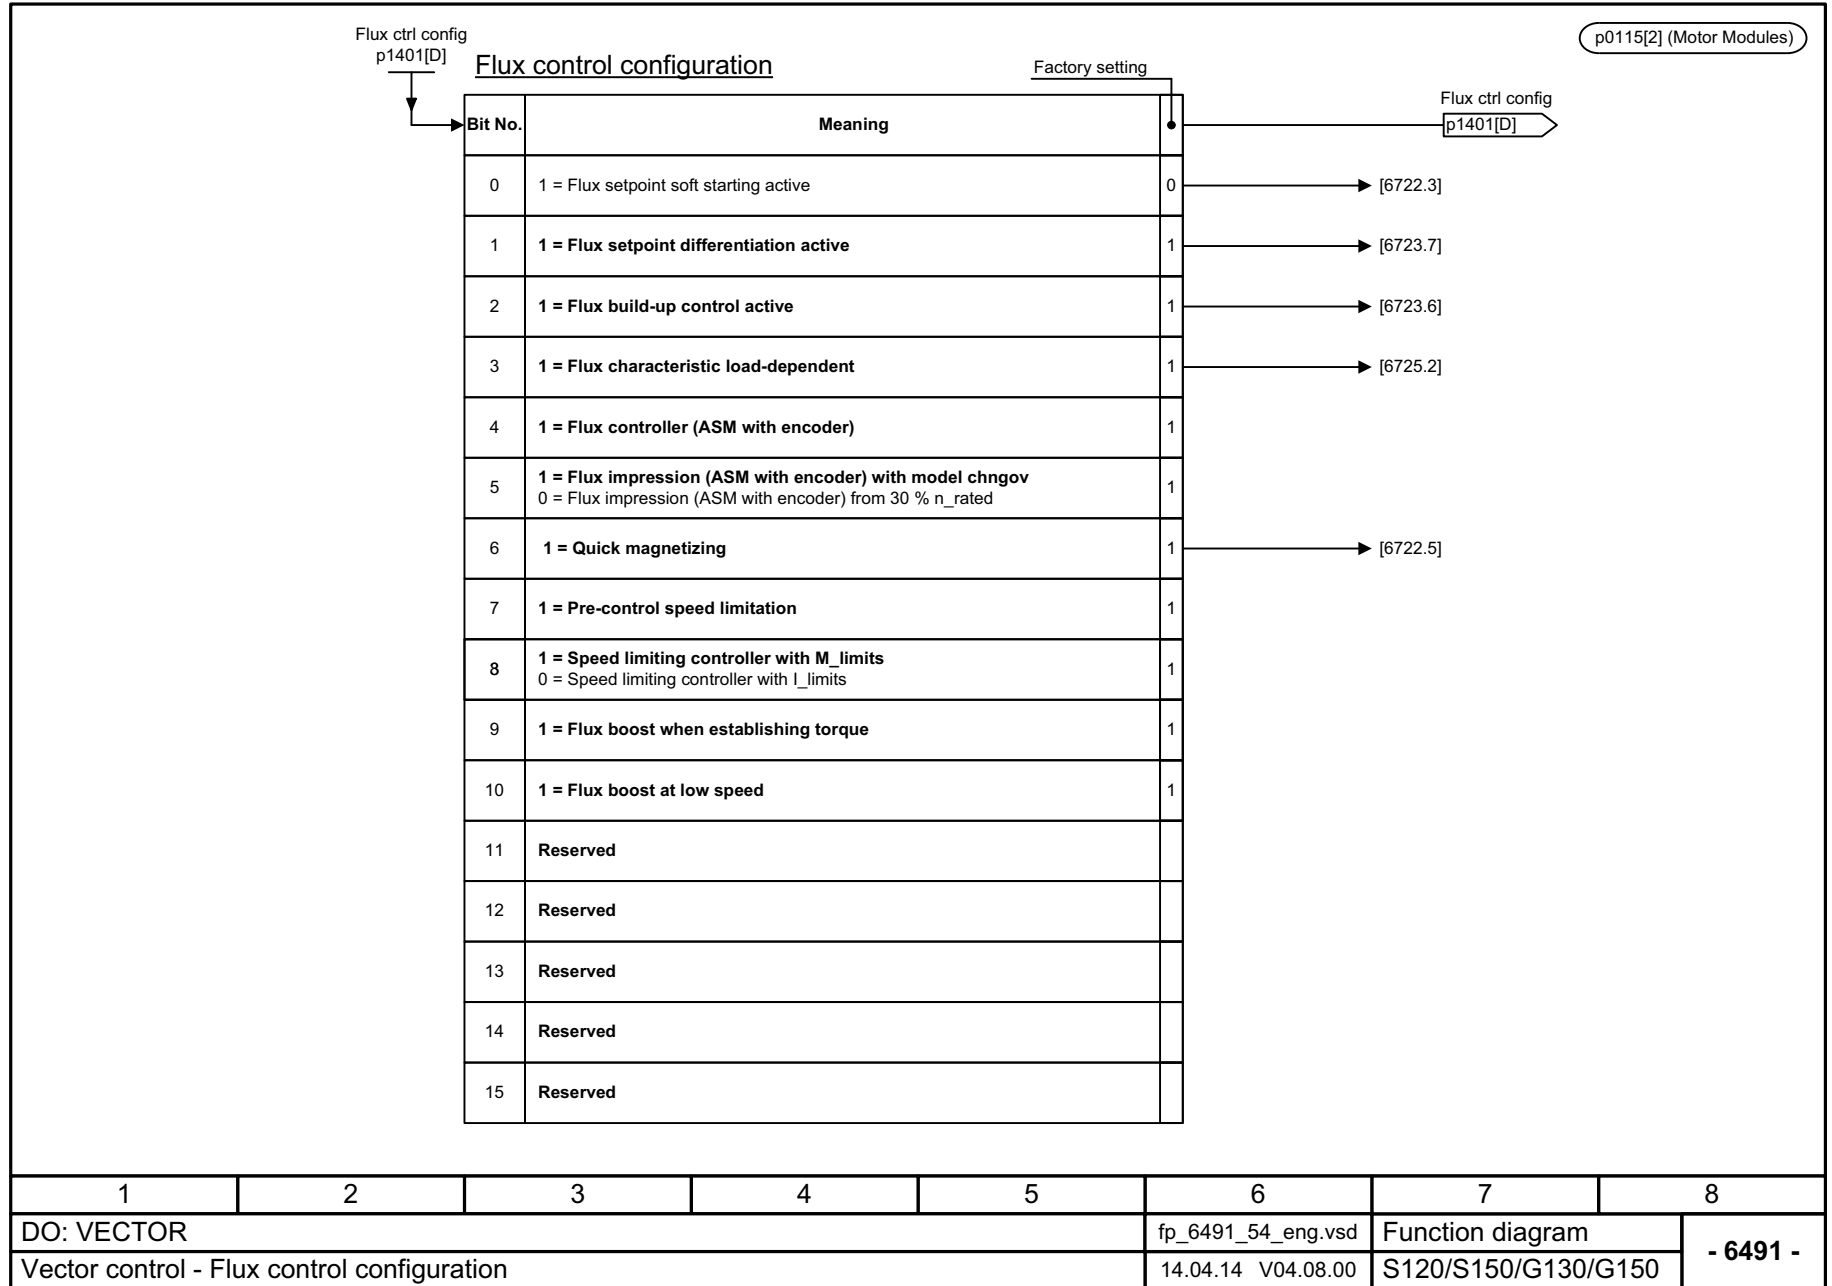 Flux ctrl config
p1401[D]
p0115[2] (Motor Modules)
Flux control configuration
Factory setting
Flux ctrl config
p1401[D]
Bit No. Meaning
0 1 = Flux setpoint soft starting active 0 [6722.3]
1 1 = Flux setpoint differentiation active 1 [6723.7]
2 1 = Flux build-up control active 1 [6723.6]
3 1 = Flux characteristic load-dependent 1 [6725.2]
4 1 = Flux controller (ASM with encoder) 1
5 1 = Flux impression (ASM with encoder) with model chngov 1
0 = Flux impression (ASM with encoder) from 30 % n_rated
6 1 = Quick magnetizing 1 [6722.5]
7 1 = Pre-control speed limitation 1
8 1 = Speed limiting controller with M_limits 1
0 = Speed limiting controller with I_limits
9 1 = Flux boost when establishing torque 1
10 1 = Flux boost at low speed 1
11 Reserved
12 Reserved
13 Reserved
14 Reserved
15 Reserved
1 2 3 4 5 6 7 8
DO: VECTOR fp_6491_54_eng.vsd Function diagram - 6491 -
Vector control - Flux control configuration 14.04.14 V04.08.00 S120/S150/G130/G150